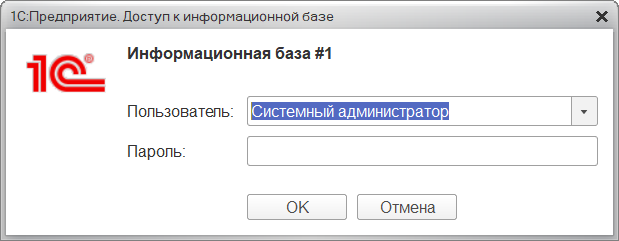 1С:Предприятие. Доступ к информационной базе
Информационная база #1
1С®
Пользователь: Системный администратор
Пароль:
OK Отмена